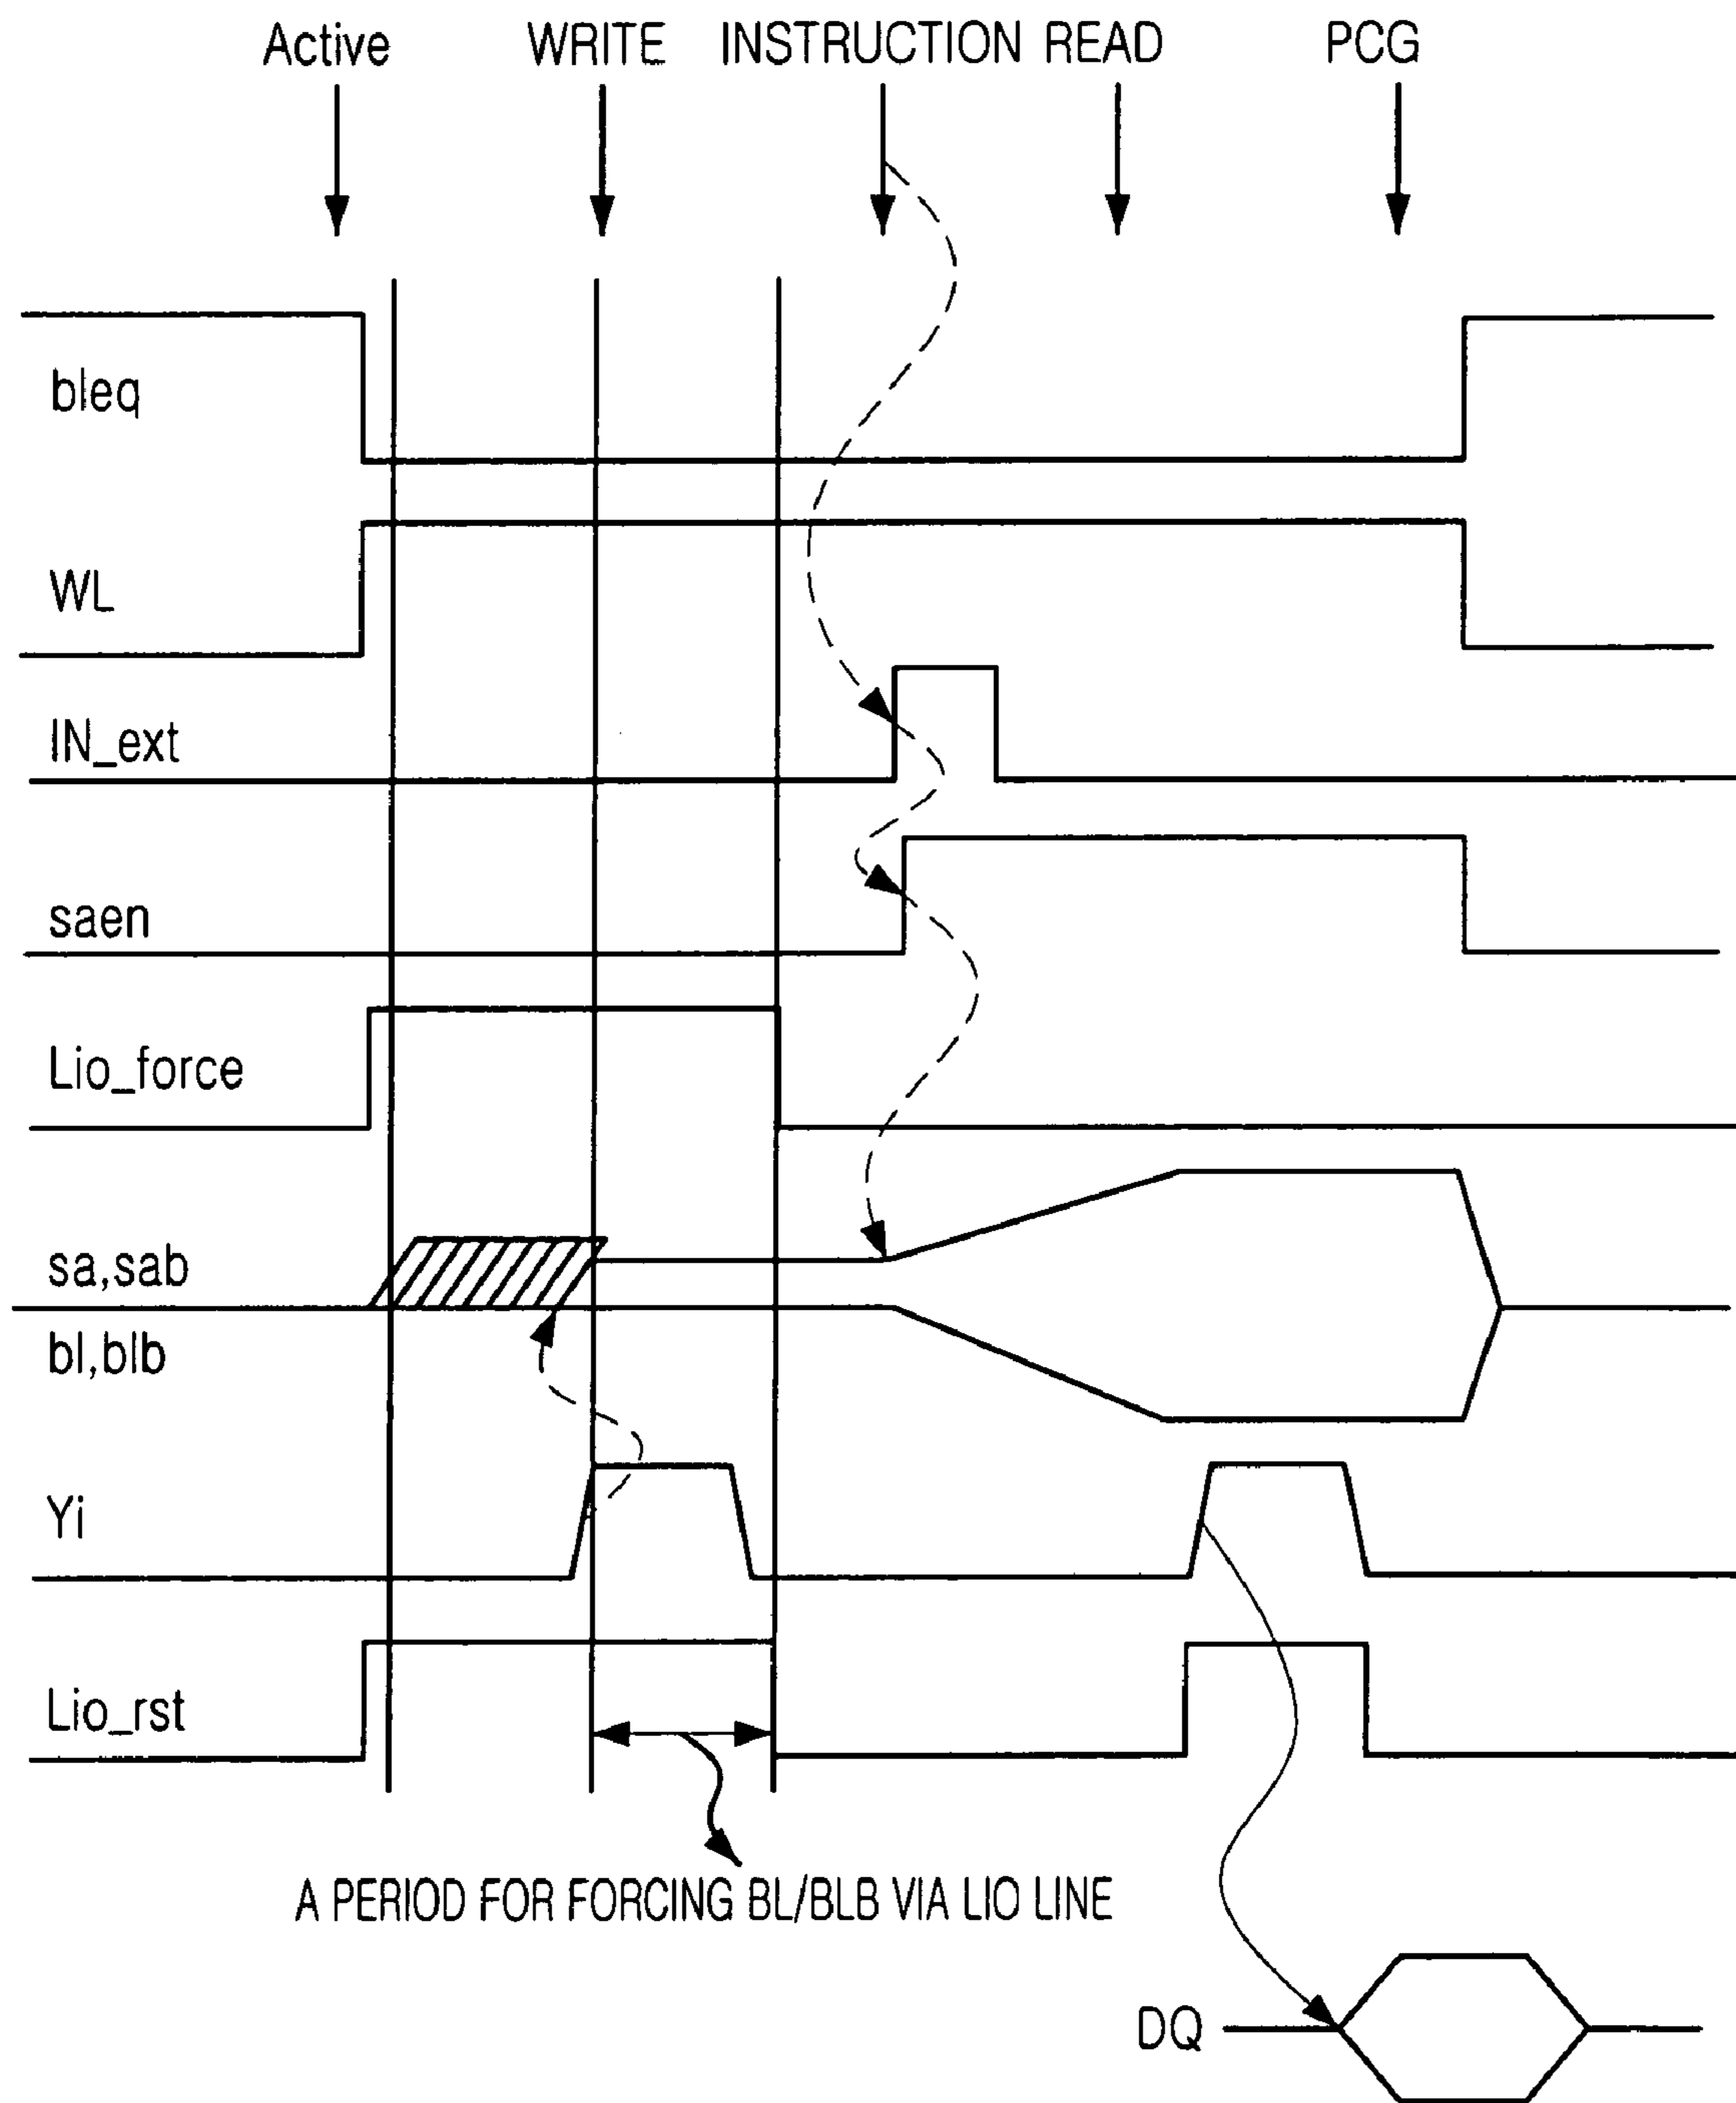 Active WRITE INSTRUCTION READ PCG
bleq
WL
IN_ext
saen
Lio_force
sa,sab
bl,blb
Yi
Lio_rst
A PERIOD FOR FORCING BL/BLB VIA LIO LINE
DQ